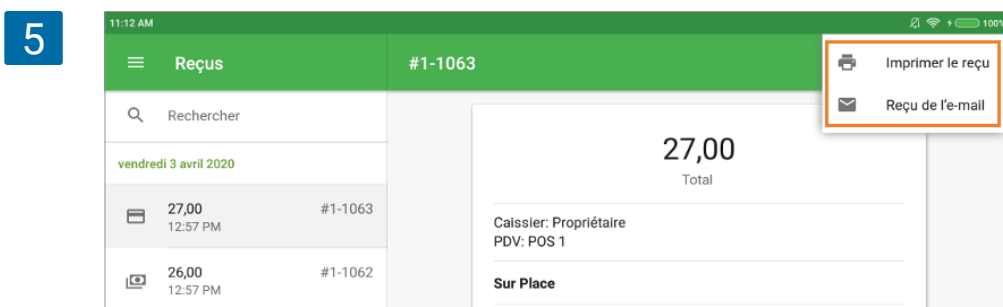 5
11:12 AM
100%
Reçus
#1-1063
Imprimer le reçu
Reçu de l'e-mail
Rechercher
vendredi 3 avril 2020
27,00
Total
27,00 #1-1063
12:57 PM
Caissier: Propriétaire
PDV: POS 1
26,00 #1-1062
12:57 PM
Sur Place